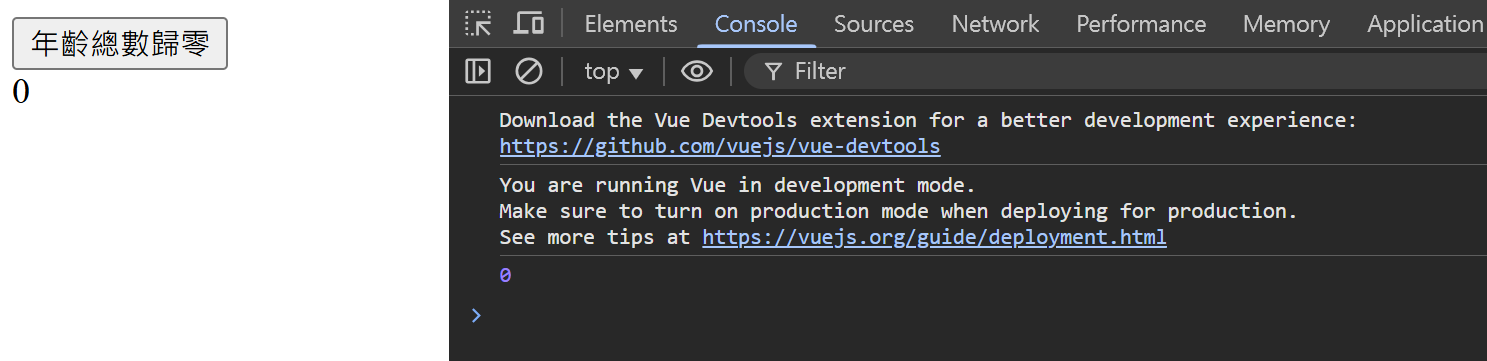 年齡總數歸零
0
Elements Console Sources Network Performance Memory Application
top Filter
Download the Vue Devtools extension for a better development experience:
https://github.com/vuejs/vue-devtools
You are running Vue in development mode.
Make sure to turn on production mode when deploying for production.
See more tips at https://vuejs.org/guide/deployment.html
0